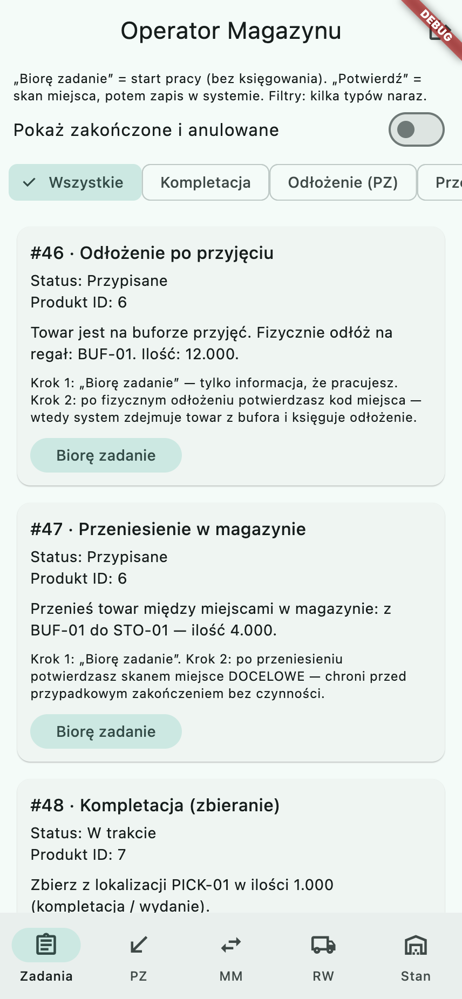 Operator Magazynu
DEBUG
„Biorę zadanie” = start pracy (bez księgowania). „Potwierdź” =
skan miejsca, potem zapis w systemie. Filtry: kilka typów naraz.
Pokaż zakończone i anulowane
Wszystkie
Kompletacja
Odłożenie (PZ)
Prze
#46 · Odłożenie po przyjęciu
Status: Przypisane
Produkt ID: 6
Towar jest na buforze przyjęć. Fizycznie odłóż na
regał: BUF-01. Ilość: 12.000.
Krok 1: „Biorę zadanie” — tylko informacja, że pracujesz.
Krok 2: po fizycznym odłożeniu potwierdzasz kod miejsca —
wtedy system zdejmuje towar z bufora i księguje odłożenie.
Biorę zadanie
#47 · Przeniesienie w magazynie
Status: Przypisane
Produkt ID: 6
Przenieś towar między miejscami w magazynie: z
BUF-01 do STO-01 — ilość 4.000.
Krok 1: „Biorę zadanie”. Krok 2: po przeniesieniu
potwierdzasz skanem miejsce DOCELOWE — chroni przed
przypadkowym zakończeniem bez czynności.
Biorę zadanie
#48 · Kompletacja (zbieranie)
Status: W trakcie
Produkt ID: 7
Zbierz z lokalizacji PICK-01 w ilości 1.000
(kompletacja / wydanie).
Zadania
PZ
MM
RW
Stan